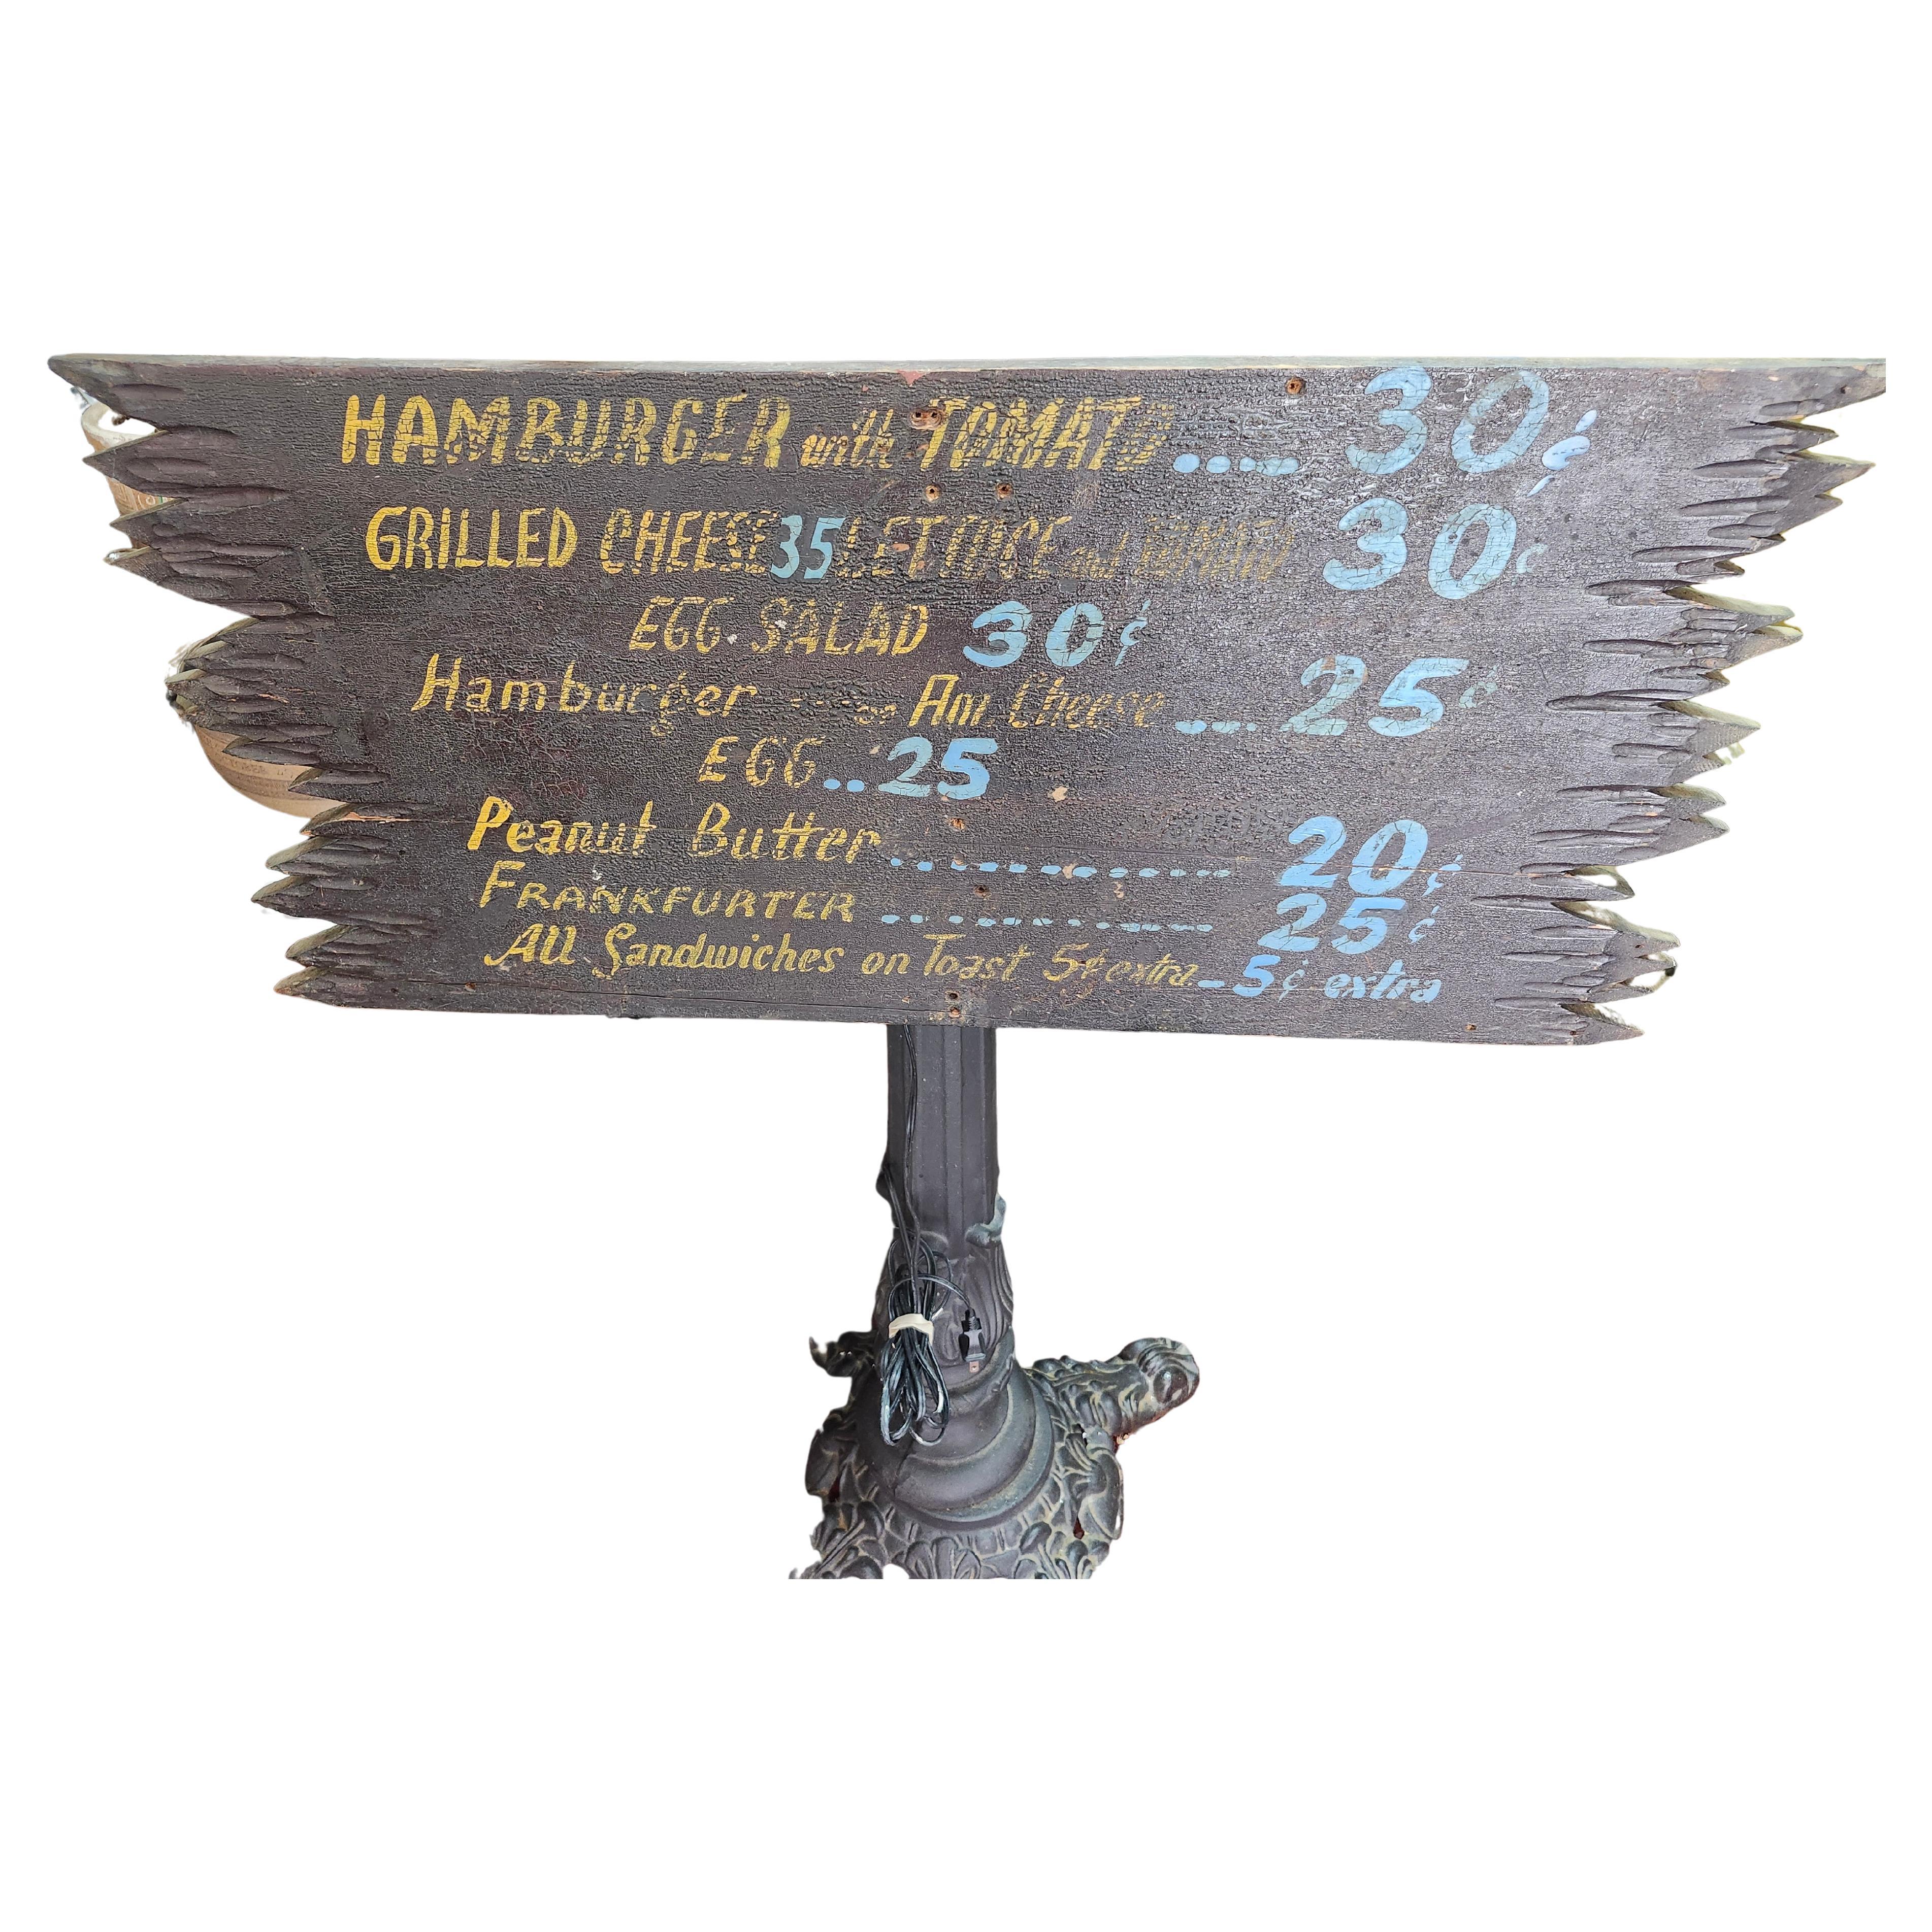 HAMBURGER with TOMATO..... 30¢
GRILLED CHEESE 35 LETTUCE and TOMATO 30¢
EGG SALAD 30¢
Hamburger ..... Am. Cheese .... 25¢
EGG.. 25
Peanut Butter............... 20¢
FRANKFURTER ............... 25¢
All Sandwiches on Toast 5¢ extra - 5¢ extra